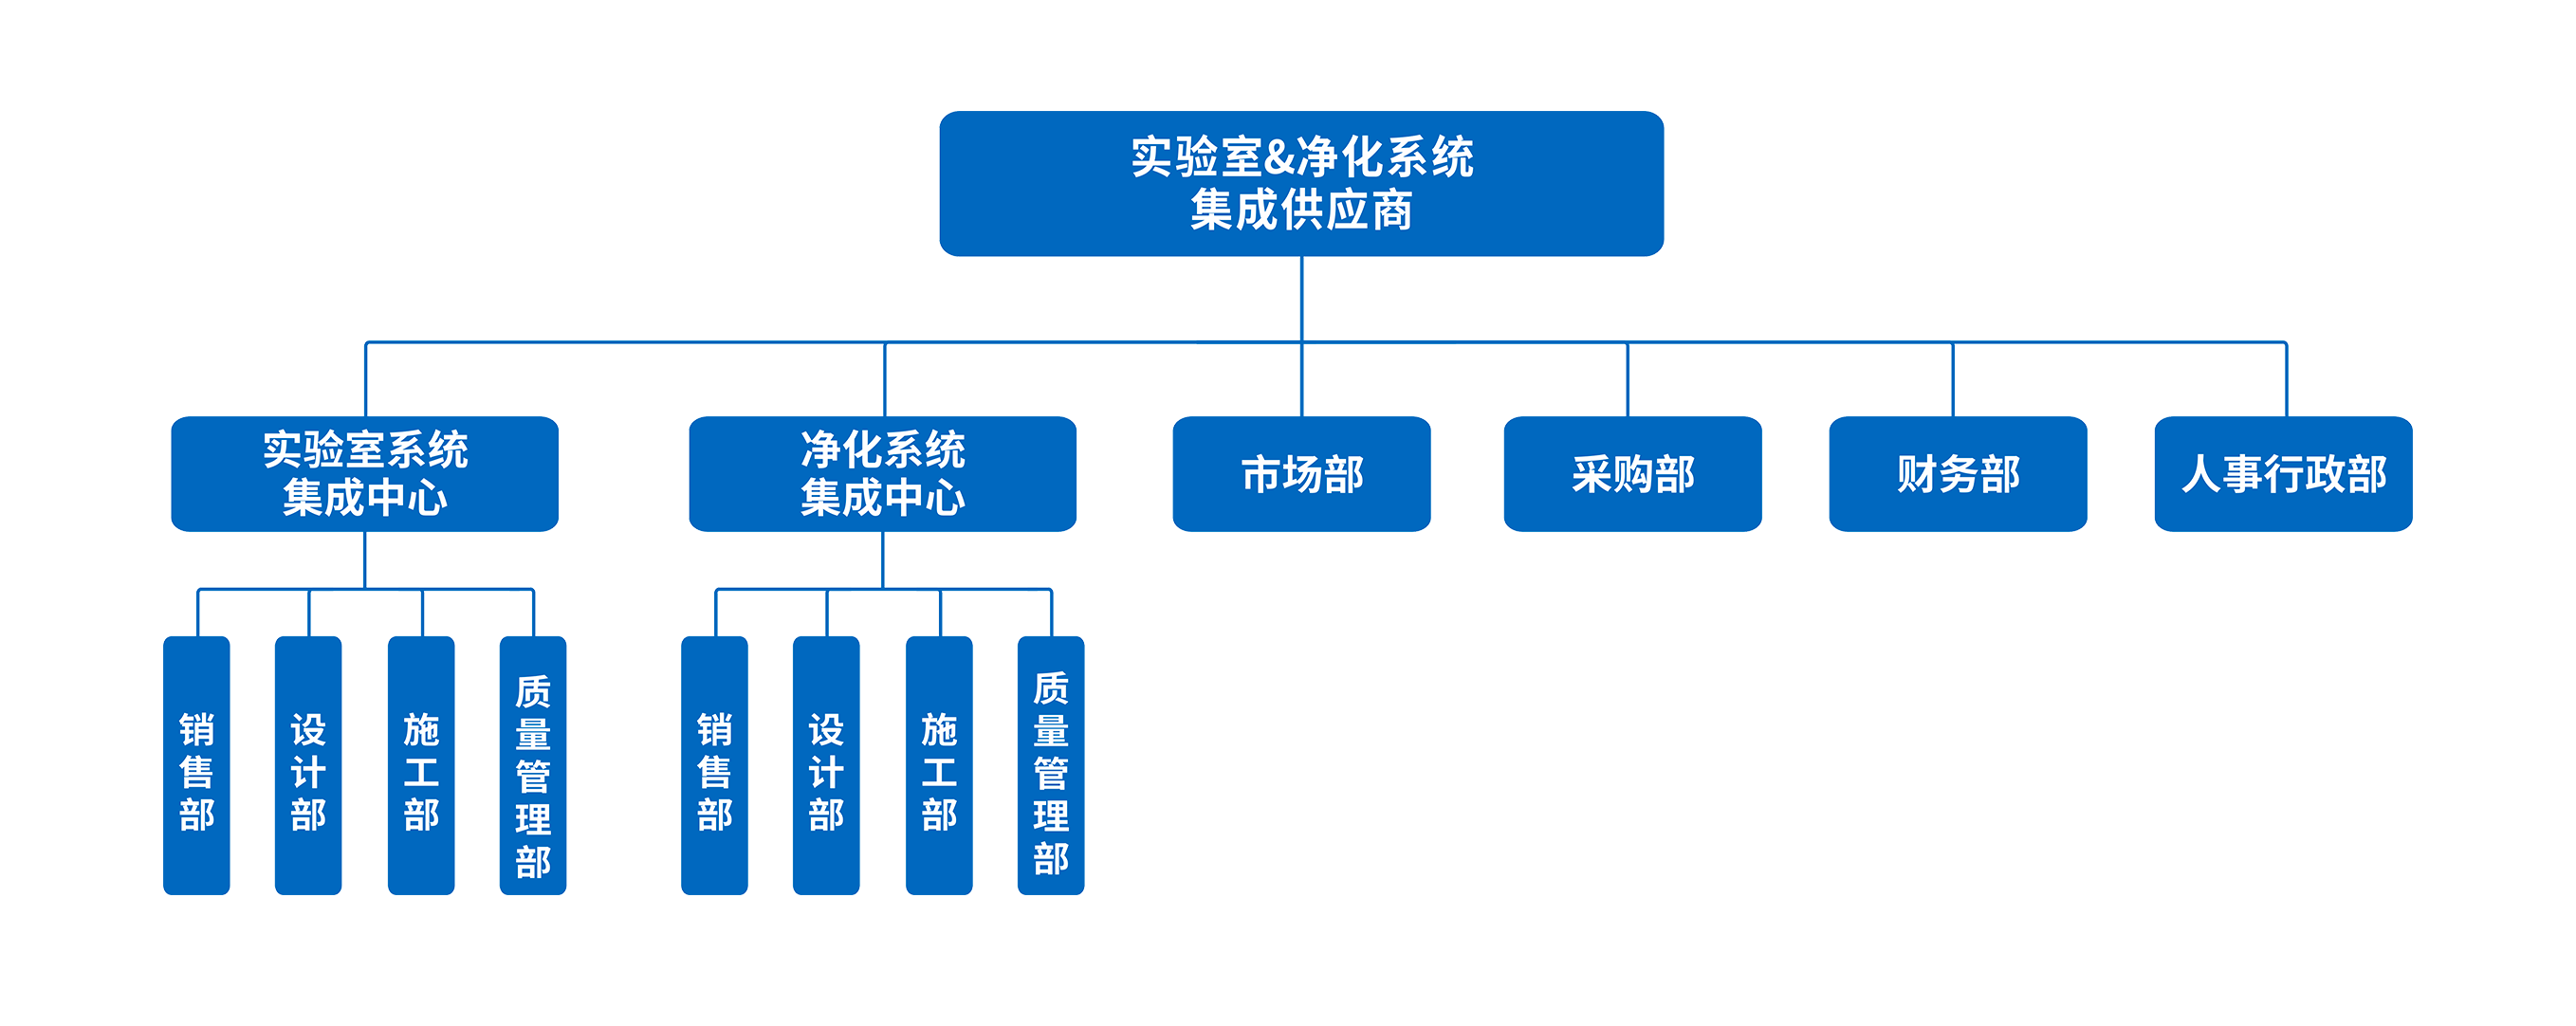 实验室&净化系统
集成供应商
实验室系统
集成中心
净化系统
集成中心
市场部
采购部
财务部
人事行政部
销售部
设计部
施工部
质量管理部
销售部
设计部
施工部
质量管理部